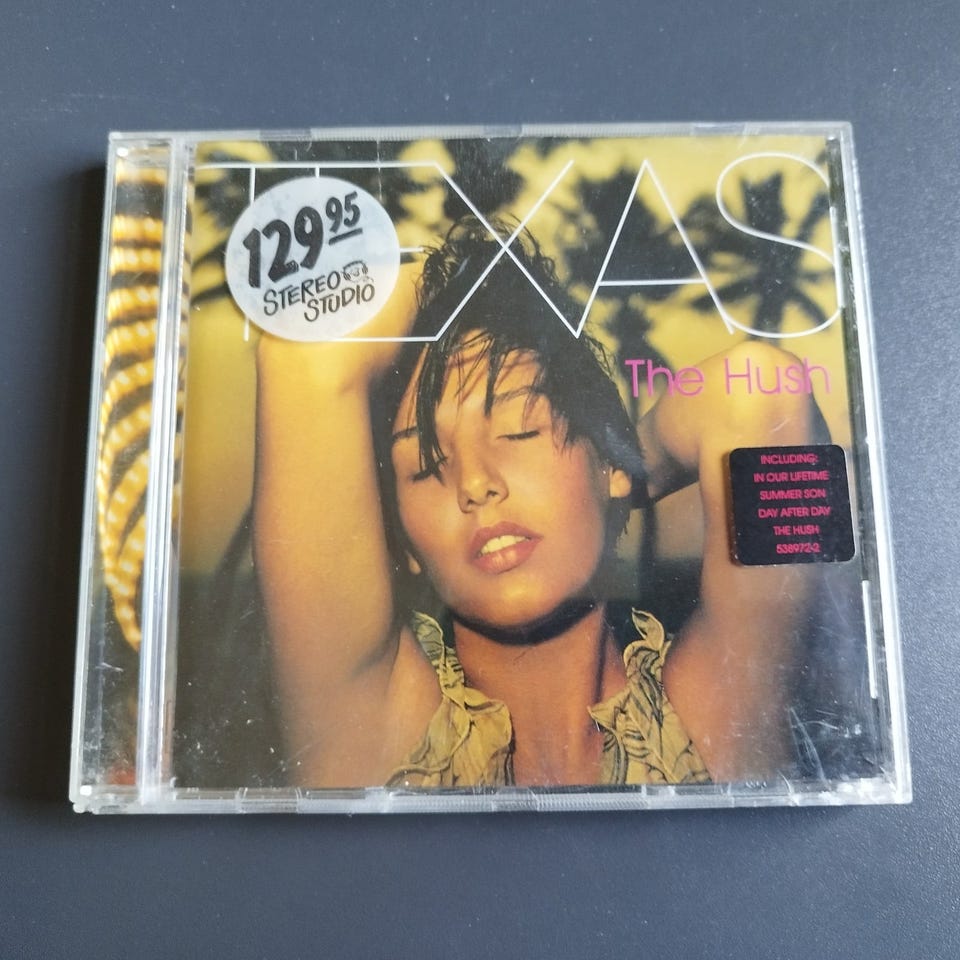 TEXAS
129 95
STEREO
STUDIO
The Hush
INCLUDING:
IN OUR LIFETIME
SUMMER SON
DAY AFTER DAY
THE HUSH
538972-2